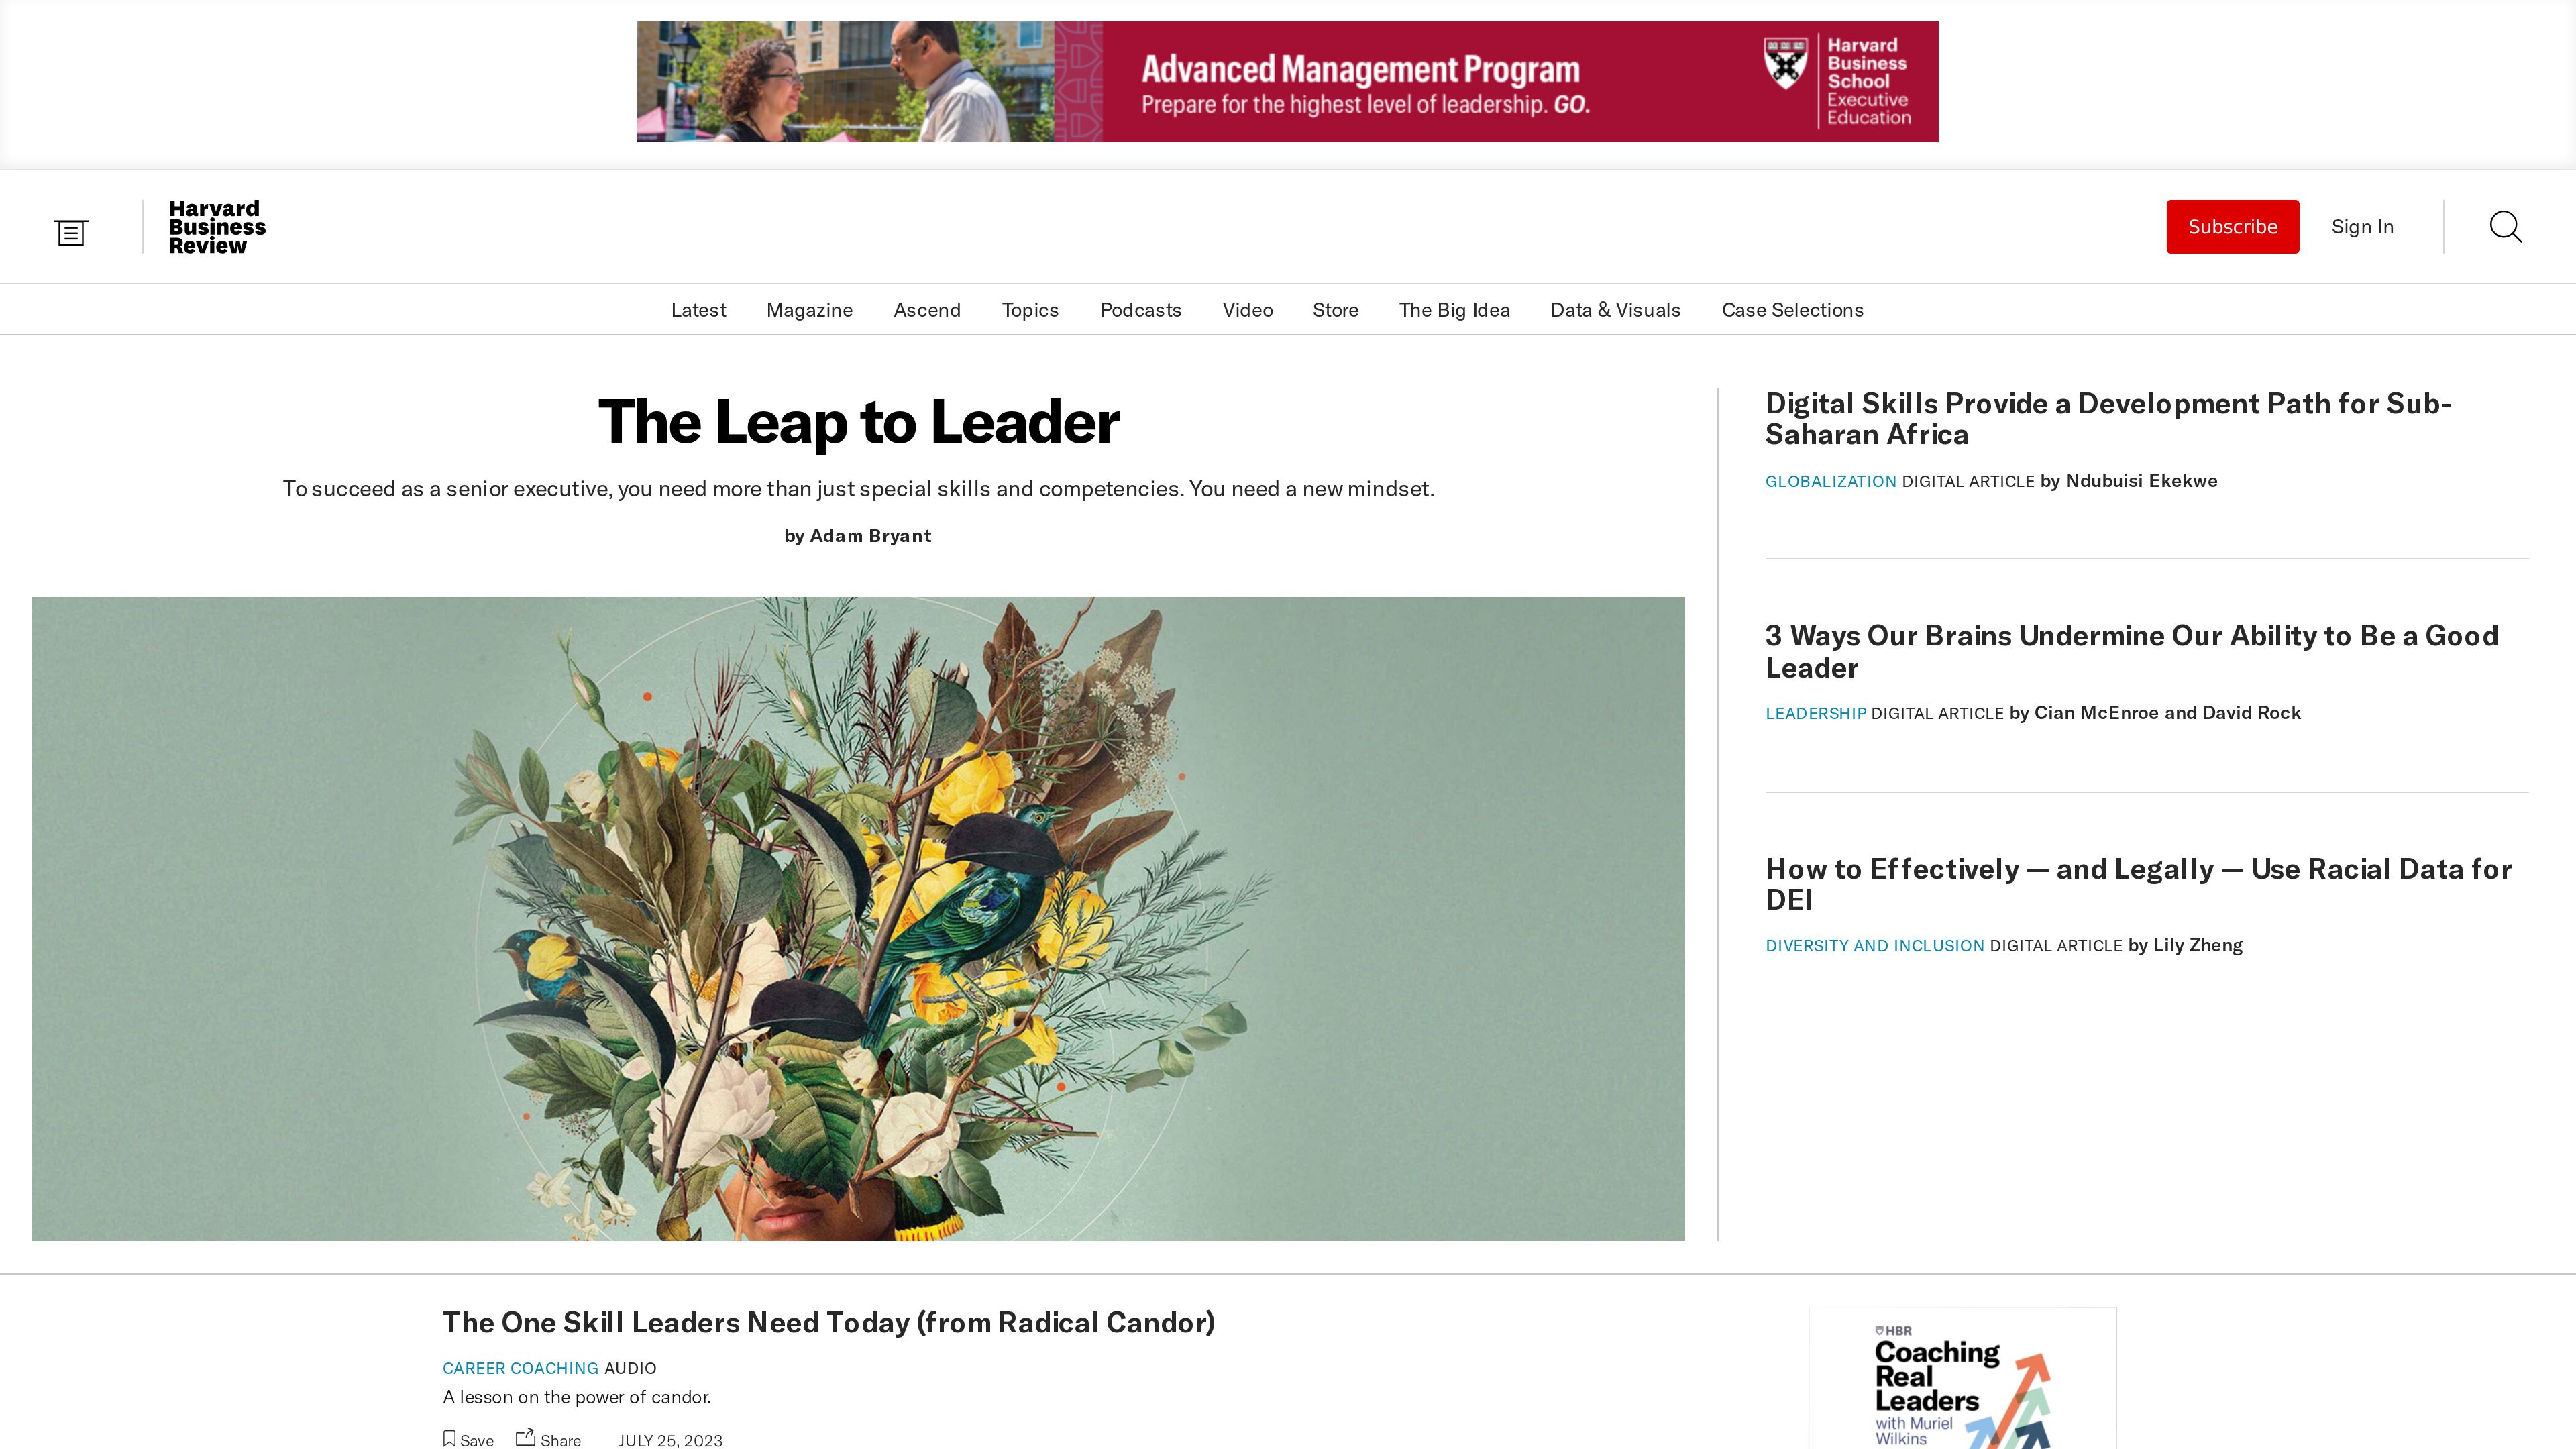 Advanced Management Program
Prepare for the highest level of leadership. GO.
Harvard
Business
School
Executive
Education
Harvard
Business
Review
Subscribe
Sign In
Latest
Magazine
Ascend
Topics
Podcasts
Video
Store
The Big Idea
Data & Visuals
Case Selections
The Leap to Leader
To succeed as a senior executive, you need more than just special skills and competencies. You need a new mindset.
by Adam Bryant
Digital Skills Provide a Development Path for Sub-
Saharan Africa
GLOBALIZATION DIGITAL ARTICLE by Ndubuisi Ekekwe
3 Ways Our Brains Undermine Our Ability to Be a Good
Leader
LEADERSHIP DIGITAL ARTICLE by Cian McEnroe and David Rock
How to Effectively — and Legally — Use Racial Data for
DEI
DIVERSITY AND INCLUSION DIGITAL ARTICLE by Lily Zheng
The One Skill Leaders Need Today (from Radical Candor)
CAREER COACHING AUDIO
A lesson on the power of candor.
Save
Share
JULY 25, 2023
HBR
Coaching
Real
Leaders
with Muriel
Wilkins